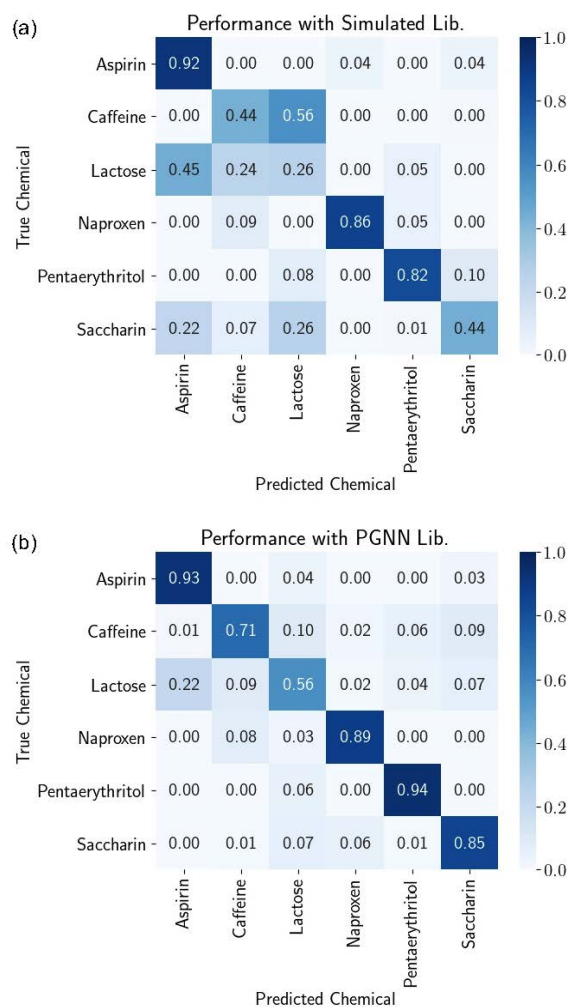 (a)
Performance with Simulated Lib.
Aspirin 0.92 0.00 0.00 0.04 0.00 0.04
Caffeine 0.00 0.44 0.56 0.00 0.00 0.00
Lactose 0.45 0.24 0.26 0.00 0.05 0.00
Naproxen 0.00 0.09 0.00 0.86 0.05 0.00
Pentaerythritol 0.00 0.00 0.08 0.00 0.82 0.10
Saccharin 0.22 0.07 0.26 0.00 0.01 0.44
True Chemical
Aspirin Caffeine Lactose Naproxen Pentaerythritol Saccharin
Predicted Chemical
1.0
0.8
0.6
0.4
0.2
0.0
(b)
Performance with PGNN Lib.
Aspirin 0.93 0.00 0.04 0.00 0.00 0.03
Caffeine 0.01 0.71 0.10 0.02 0.06 0.09
Lactose 0.22 0.09 0.56 0.02 0.04 0.07
Naproxen 0.00 0.08 0.03 0.89 0.00 0.00
Pentaerythritol 0.00 0.00 0.06 0.00 0.94 0.00
Saccharin 0.00 0.01 0.07 0.06 0.01 0.85
True Chemical
Aspirin Caffeine Lactose Naproxen Pentaerythritol Saccharin
Predicted Chemical
1.0
0.8
0.6
0.4
0.2
0.0